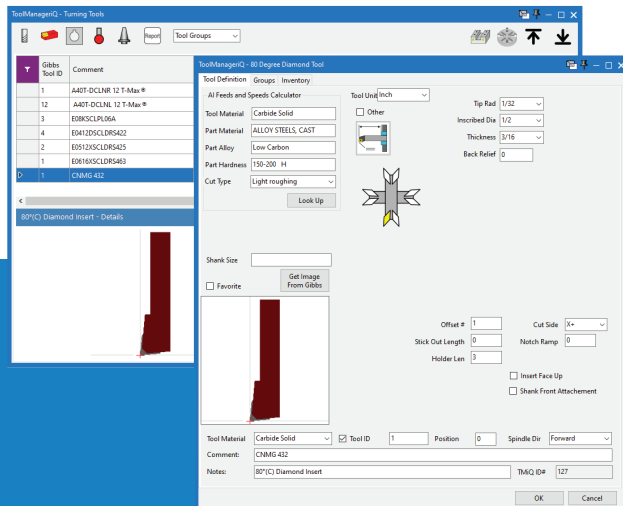 ToolManageriQ - Turning Tools
Report
Tool Groups
Gibbs Tool ID
Comment
1 A40T-DCLNR 12 T-Max ®
12 A40T-DCLNL 12 T-Max ®
3 E08KSCLPL06A
4 E0412DSCLDRS422
2 E0512XSCLDRS425
1 E0616XSCLDRS463
1 CNMG 432
80°(C) Diamond Insert - Details
ToolManageriQ - 80 Degree Diamond Tool
Tool Definition Groups Inventory
AI Feeds and Speeds Calculator
Tool Material Carbide Solid
Part Material ALLOY STEELS, CAST
Part Alloy Low Carbon
Part Hardness 150-200 H
Cut Type Light roughing
Look Up
Tool Unit Inch
Other
Tip Rad 1/32
Inscribed Dia 1/2
Thickness 3/16
Back Relief 0
Shank Size
Favorite
Get Image From Gibbs
Offset # 1
Stick Out Length 0
Holder Len 3
Cut Side X+
Notch Ramp 0
Insert Face Up
Shank Front Attachement
Tool Material Carbide Solid Tool ID 1 Position 0 Spindle Dir Forward
Comment: CNMG 432
Notes: 80°(C) Diamond Insert TMiQ ID# 127
OK Cancel